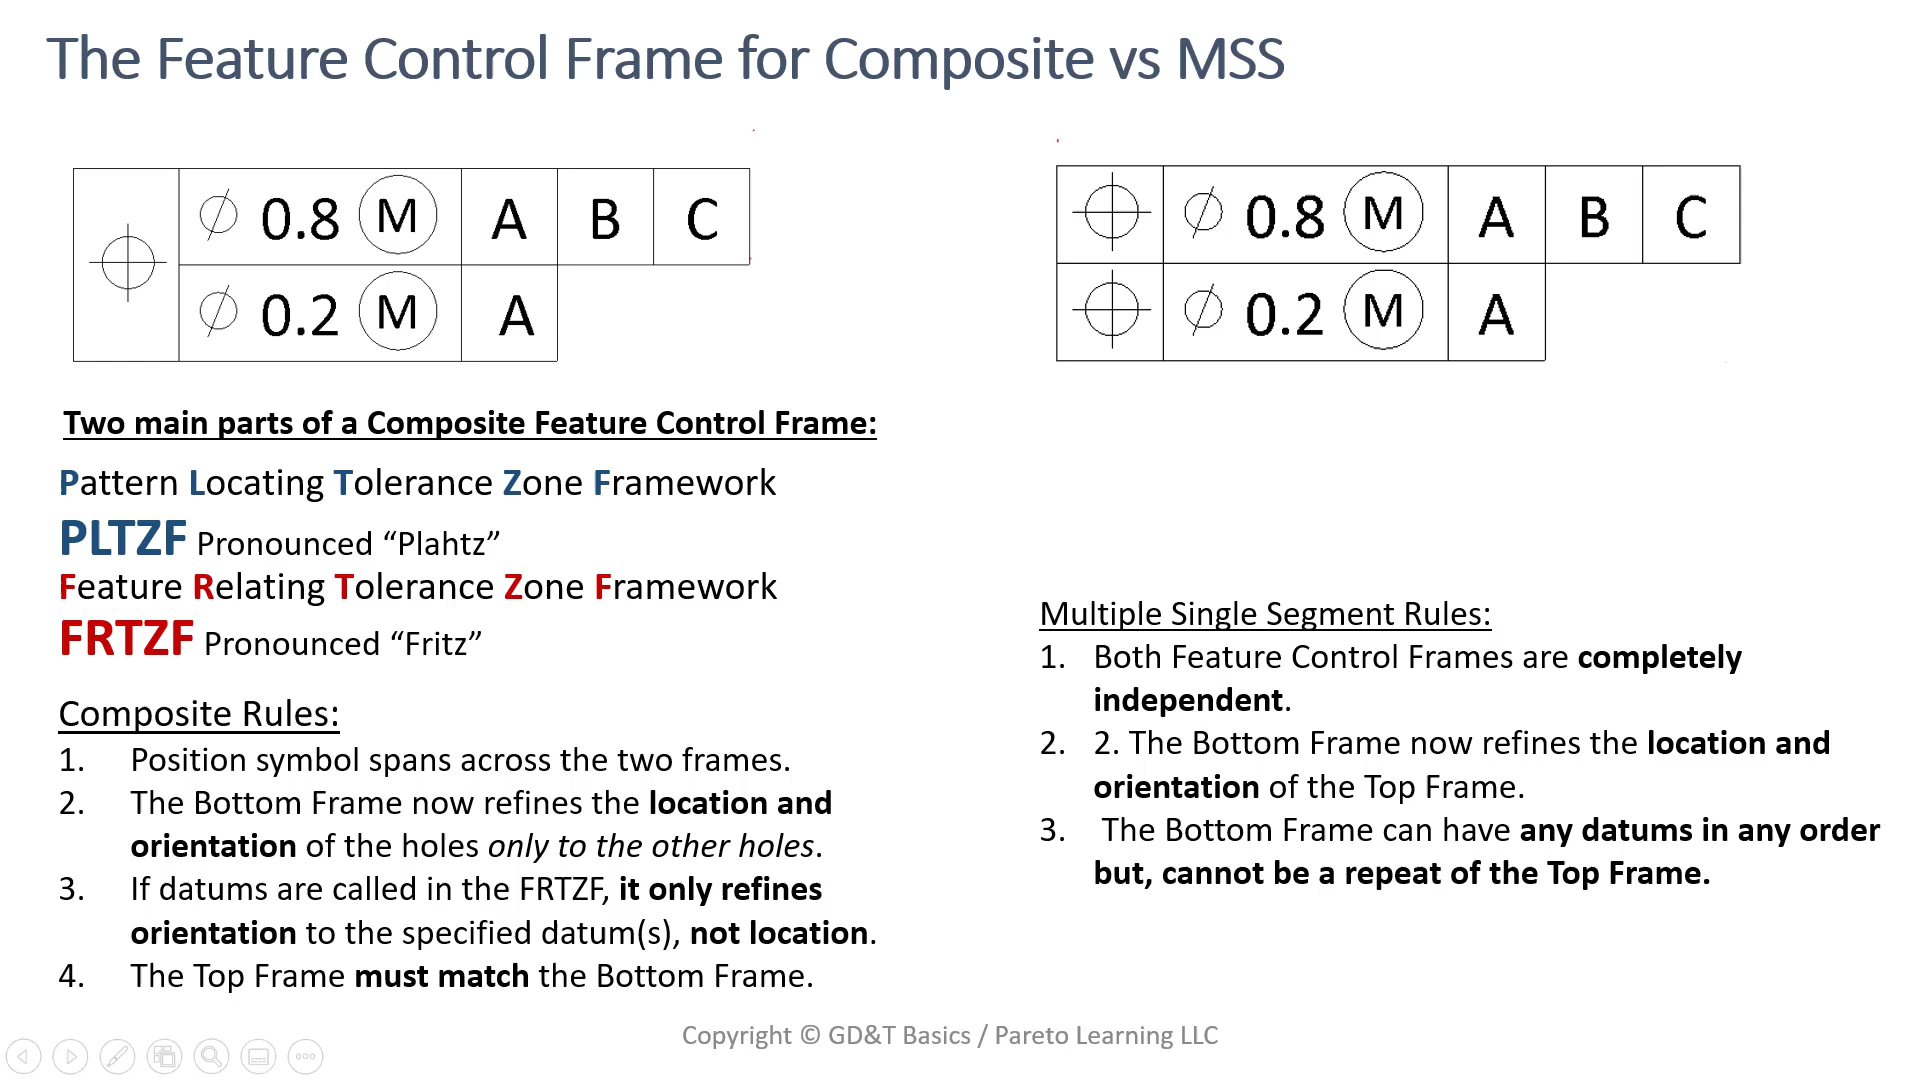 The Feature Control Frame for Composite vs MSS
⌖ ∅ 0.8 Ⓜ A B C
∅ 0.2 Ⓜ A
⌖ ∅ 0.8 Ⓜ A B C
⌖ ∅ 0.2 Ⓜ A
Two main parts of a Composite Feature Control Frame:
Pattern Locating Tolerance Zone Framework
PLTZF Pronounced “Plahtz”
Feature Relating Tolerance Zone Framework
FRTZF Pronounced “Fritz”
Composite Rules:
1. Position symbol spans across the two frames.
2. The Bottom Frame now refines the location and
orientation of the holes only to the other holes.
3. If datums are called in the FRTZF, it only refines
orientation to the specified datum(s), not location.
4. The Top Frame must match the Bottom Frame.
Multiple Single Segment Rules:
1. Both Feature Control Frames are completely
independent.
2. 2. The Bottom Frame now refines the location and
orientation of the Top Frame.
3. The Bottom Frame can have any datums in any order
but, cannot be a repeat of the Top Frame.
Copyright © GD&T Basics / Pareto Learning LLC